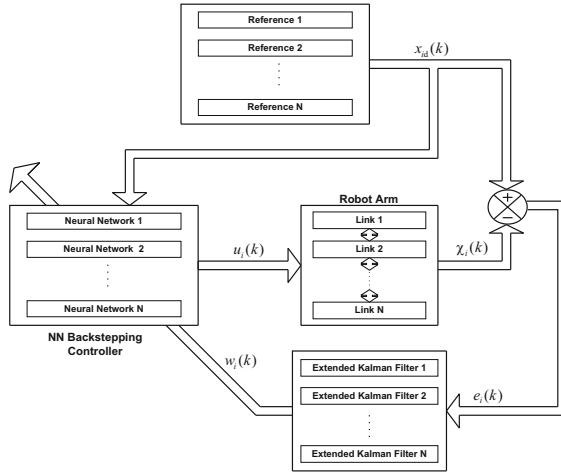 Reference 1
Reference 2
Reference N
x_{id}(k)
+
−
Neural Network 1
Neural Network 2
Neural Network N
NN Backstepping
Controller
u_i(k)
Robot Arm
Link 1
Link 2
Link N
χ_i(k)
w_i(k)
Extended Kalman Filter 1
Extended Kalman Filter 2
Extended Kalman Filter N
e_i(k)